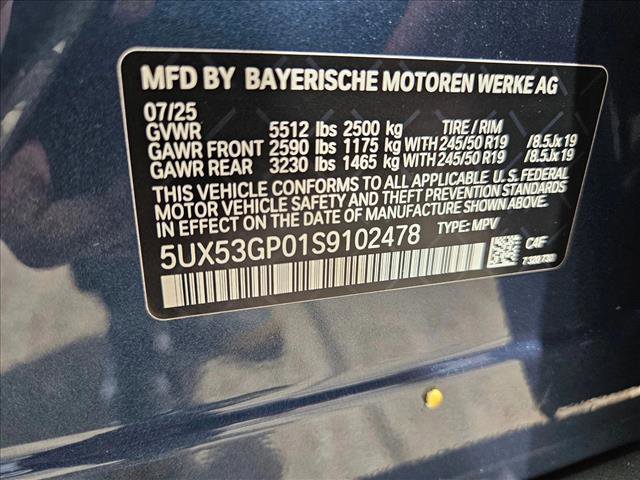 MFD BY BAYERISCHE MOTOREN WERKE AG
07/25
GVWR 5512 lbs 2500 kg TIRE / RIM
GAWR FRONT 2590 lbs 1175 kg WITH 245/50 R19 /8.5Jx19
GAWR REAR 3230 lbs 1465 kg WITH 245/50 R19 /8.5Jx19
THIS VEHICLE CONFORMS TO ALL APPLICABLE U. S. FEDERAL
MOTOR VEHICLE SAFETY AND THEFT PREVENTION STANDARDS
IN EFFECT ON THE DATE OF MANUFACTURE SHOWN ABOVE.
5UX53GP01S9102478 TYPE: MPV
C4F
7320730